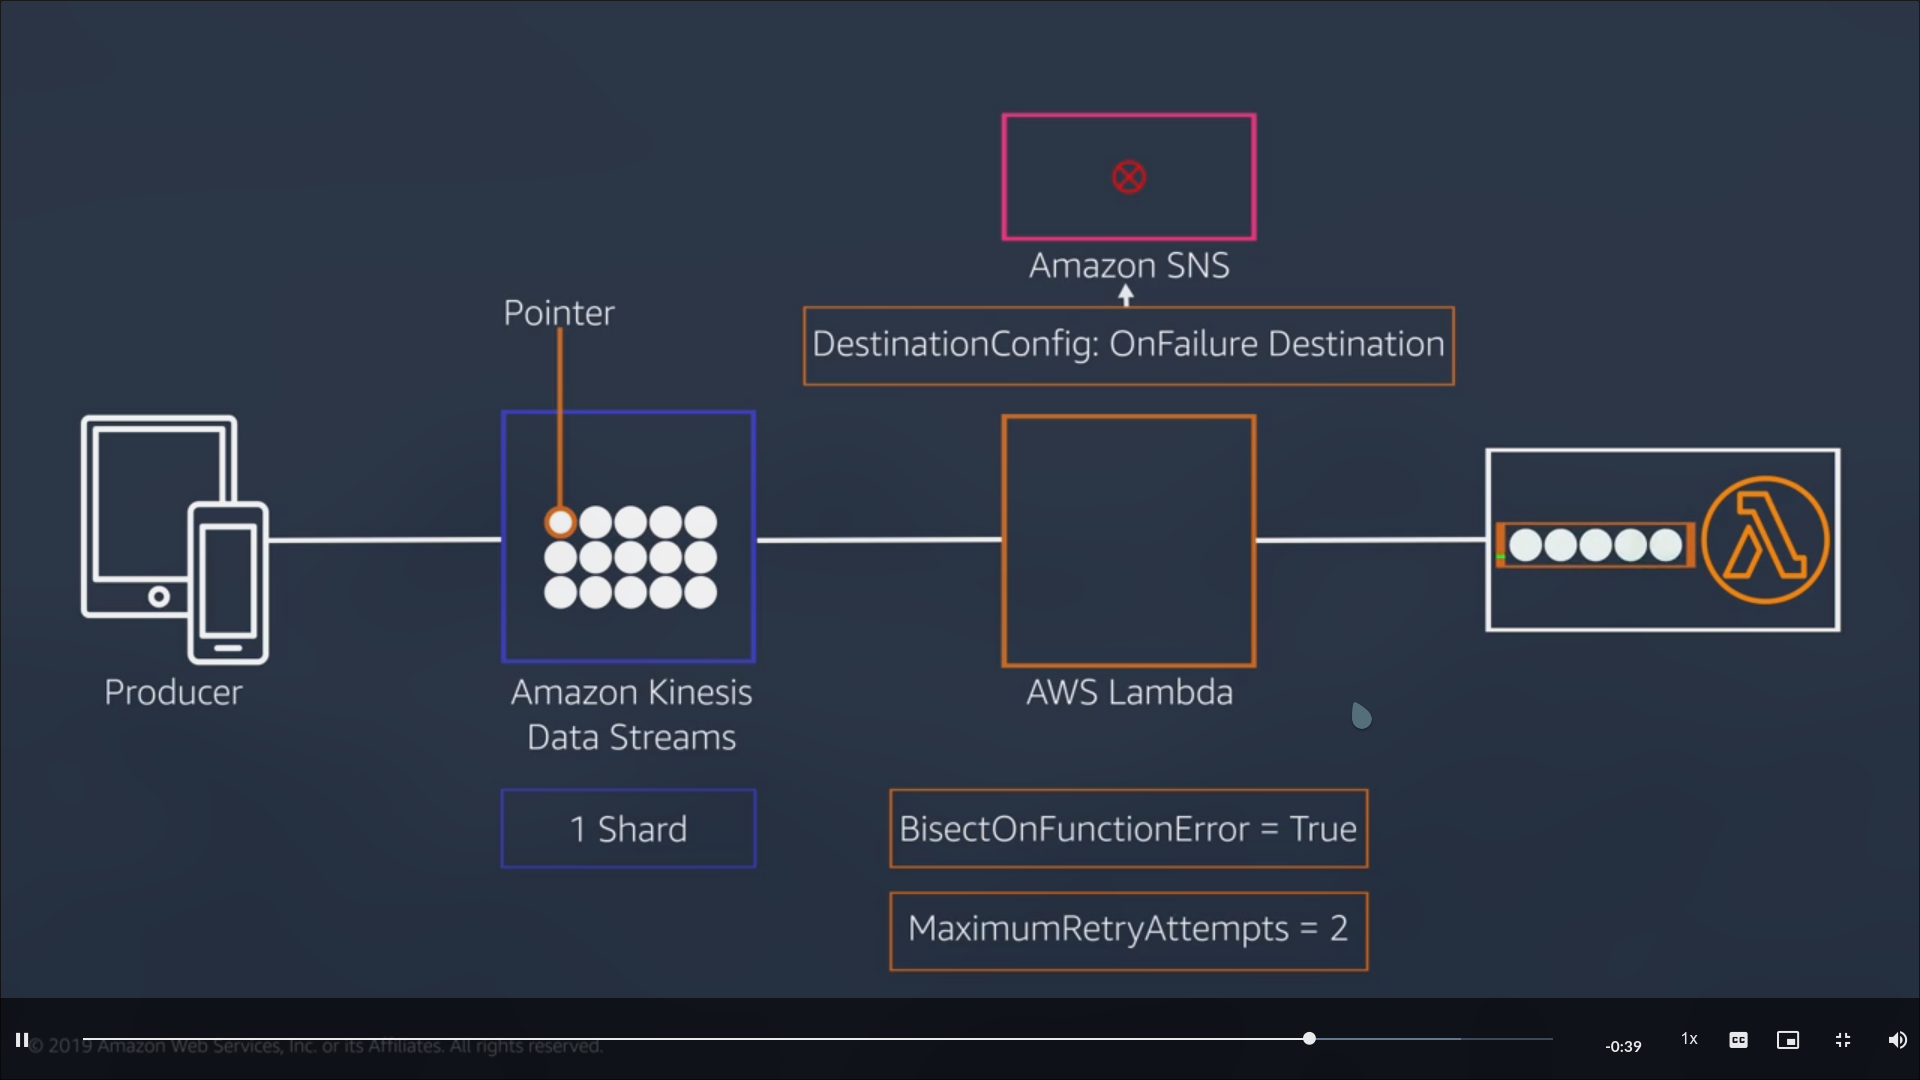 Amazon SNS
Pointer
DestinationConfig: OnFailure Destination
Producer
Amazon Kinesis
Data Streams
AWS Lambda
1 Shard
BisectOnFunctionError = True
MaximumRetryAttempts = 2
© 2019 Amazon Web Services, Inc. or its Affiliates. All rights reserved.
-0:39
1x
CC